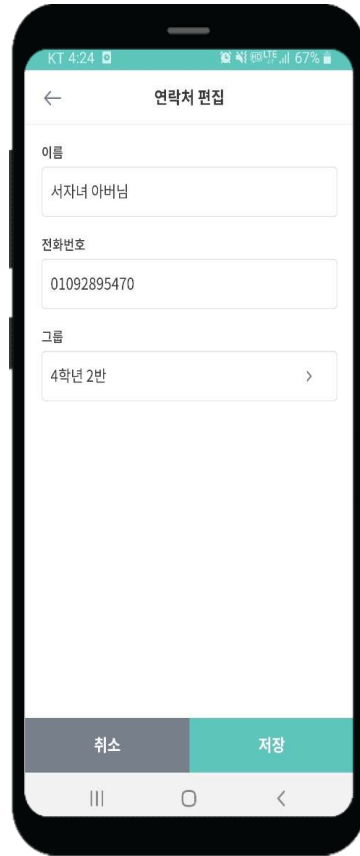 KT 4:24 67%
연락처 편집
이름
서자녀 아버님
전화번호
01092895470
그룹
4학년 2반
취소 저장